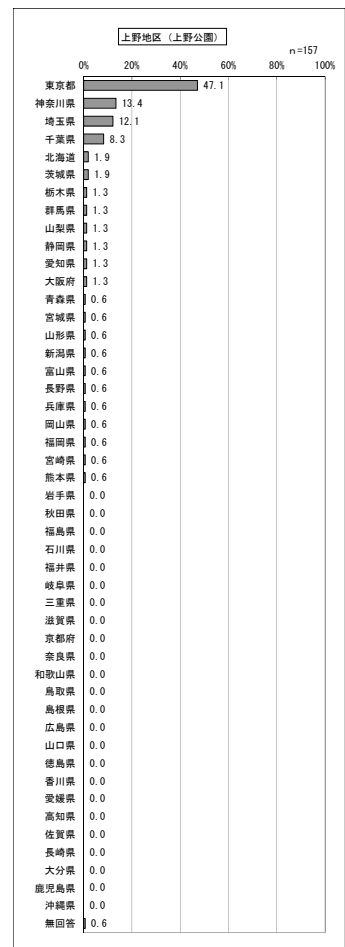 上野地区（上野公園）
n=157
0% 20% 40% 60% 80% 100%
東京都 47.1
神奈川県 13.4
埼玉県 12.1
千葉県 8.3
北海道 1.9
茨城県 1.9
栃木県 1.3
群馬県 1.3
山梨県 1.3
静岡県 1.3
愛知県 1.3
大阪府 1.3
青森県 0.6
宮城県 0.6
山形県 0.6
新潟県 0.6
富山県 0.6
長野県 0.6
兵庫県 0.6
岡山県 0.6
福岡県 0.6
宮崎県 0.6
熊本県 0.6
岩手県 0.0
秋田県 0.0
福島県 0.0
石川県 0.0
福井県 0.0
岐阜県 0.0
三重県 0.0
滋賀県 0.0
京都府 0.0
奈良県 0.0
和歌山県 0.0
鳥取県 0.0
島根県 0.0
広島県 0.0
山口県 0.0
徳島県 0.0
香川県 0.0
愛媛県 0.0
高知県 0.0
佐賀県 0.0
長崎県 0.0
大分県 0.0
鹿児島県 0.0
沖縄県 0.0
無回答 0.6